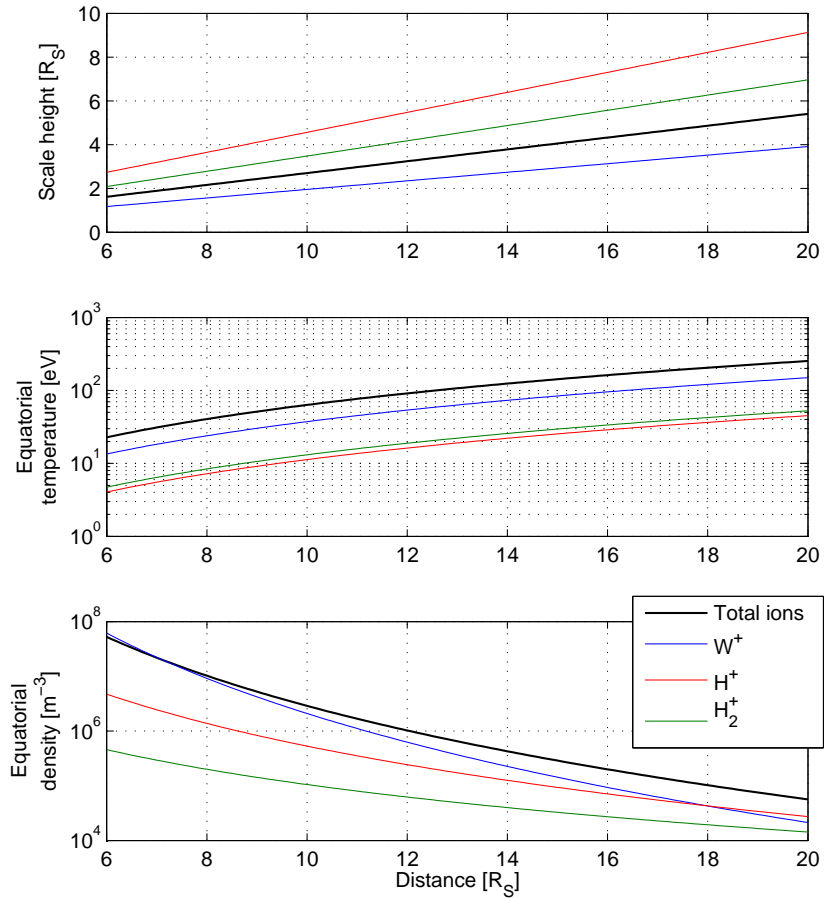 Scale height [R_S]
10
8
6
4
2
0
6 8 10 12 14 16 18 20
Equatorial
temperature [eV]
10^3
10^2
10^1
10^0
6 8 10 12 14 16 18 20
Equatorial
density [m^−3]
10^8
10^6
10^4
6 8 10 12 14 16 18 20
Distance [R_S]
Total ions
W^+
H^+
H_2^+